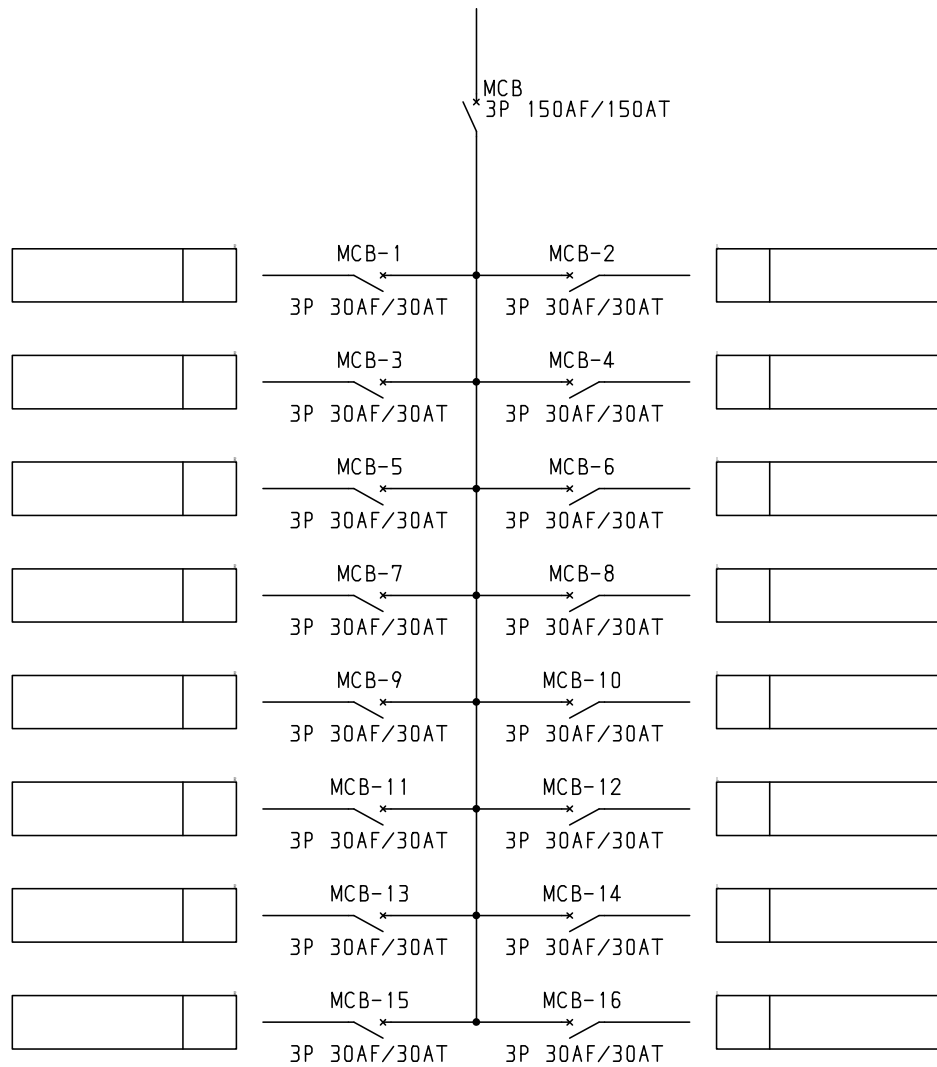 MCB
3P 150AF/150AT
MCB-1 MCB-2
3P 30AF/30AT 3P 30AF/30AT
MCB-3 MCB-4
3P 30AF/30AT 3P 30AF/30AT
MCB-5 MCB-6
3P 30AF/30AT 3P 30AF/30AT
MCB-7 MCB-8
3P 30AF/30AT 3P 30AF/30AT
MCB-9 MCB-10
3P 30AF/30AT 3P 30AF/30AT
MCB-11 MCB-12
3P 30AF/30AT 3P 30AF/30AT
MCB-13 MCB-14
3P 30AF/30AT 3P 30AF/30AT
MCB-15 MCB-16
3P 30AF/30AT 3P 30AF/30AT